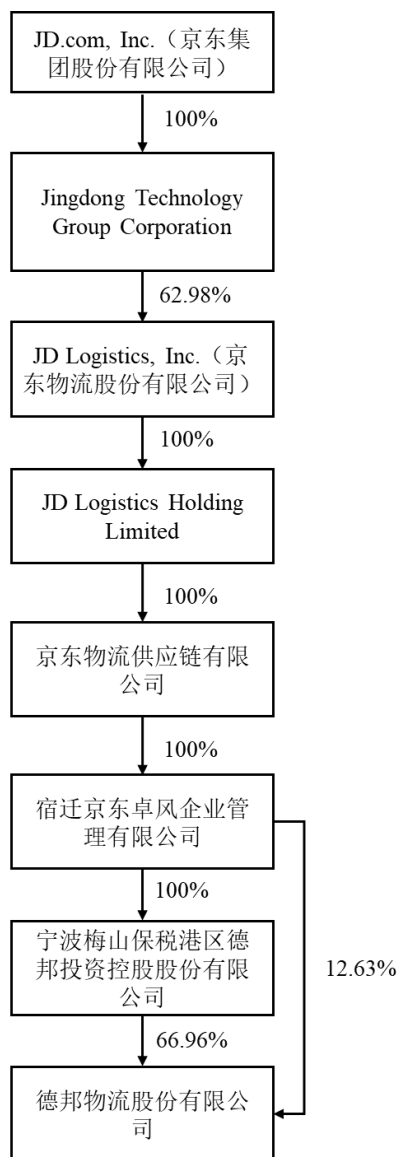 JD.com, Inc.（京东集
团股份有限公司）
100%
Jingdong Technology
Group Corporation
62.98%
JD Logistics, Inc.（京
东物流股份有限公司）
100%
JD Logistics Holding
Limited
100%
京东物流供应链有限
公司
100%
宿迁京东卓风企业管
理有限公司
100%
宁波梅山保税港区德
邦投资控股股份有限
公司
12.63%
66.96%
德邦物流股份有限公
司